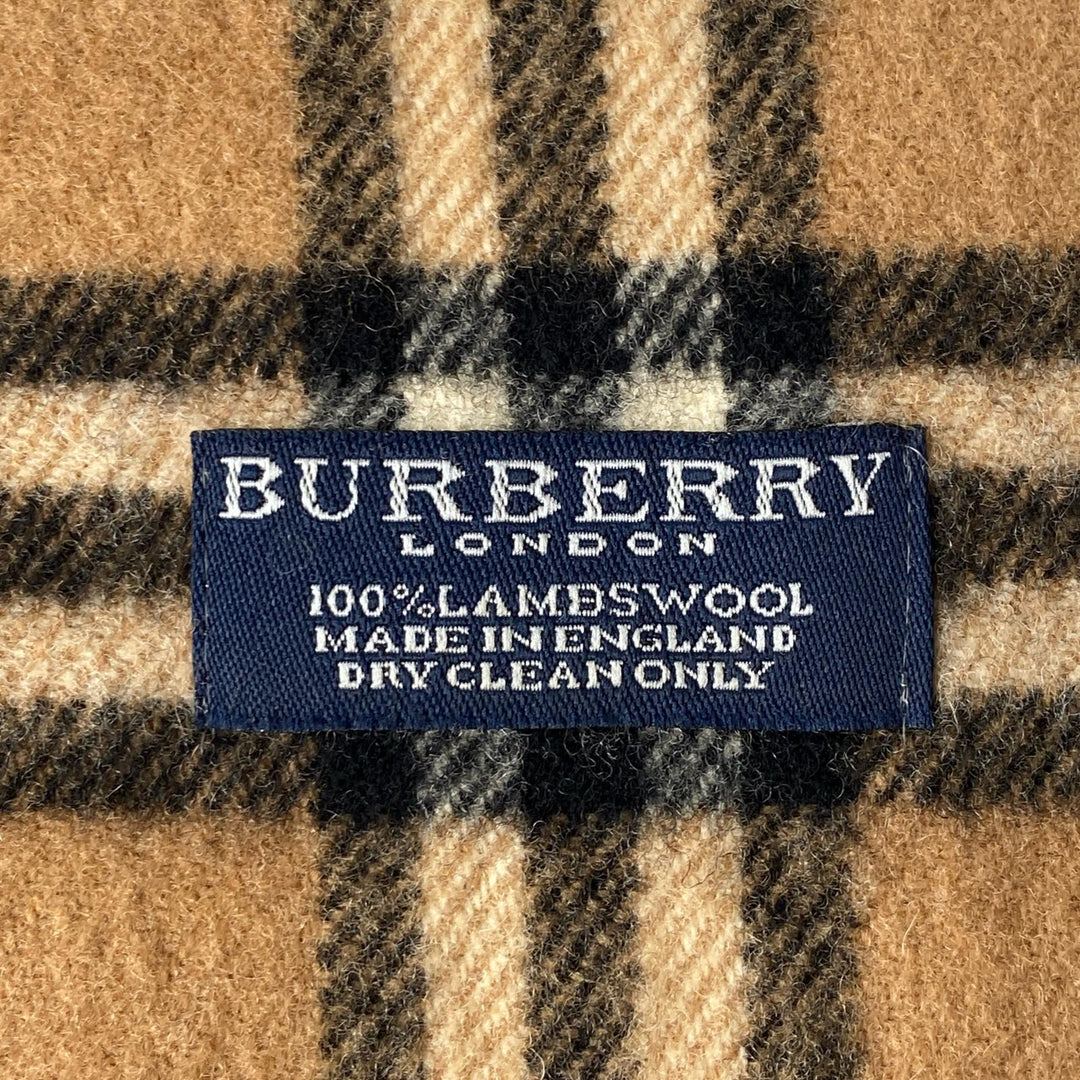 BURBERRY
LONDON
100% LAMBSWOOL
MADE IN ENGLAND
DRY CLEAN ONLY